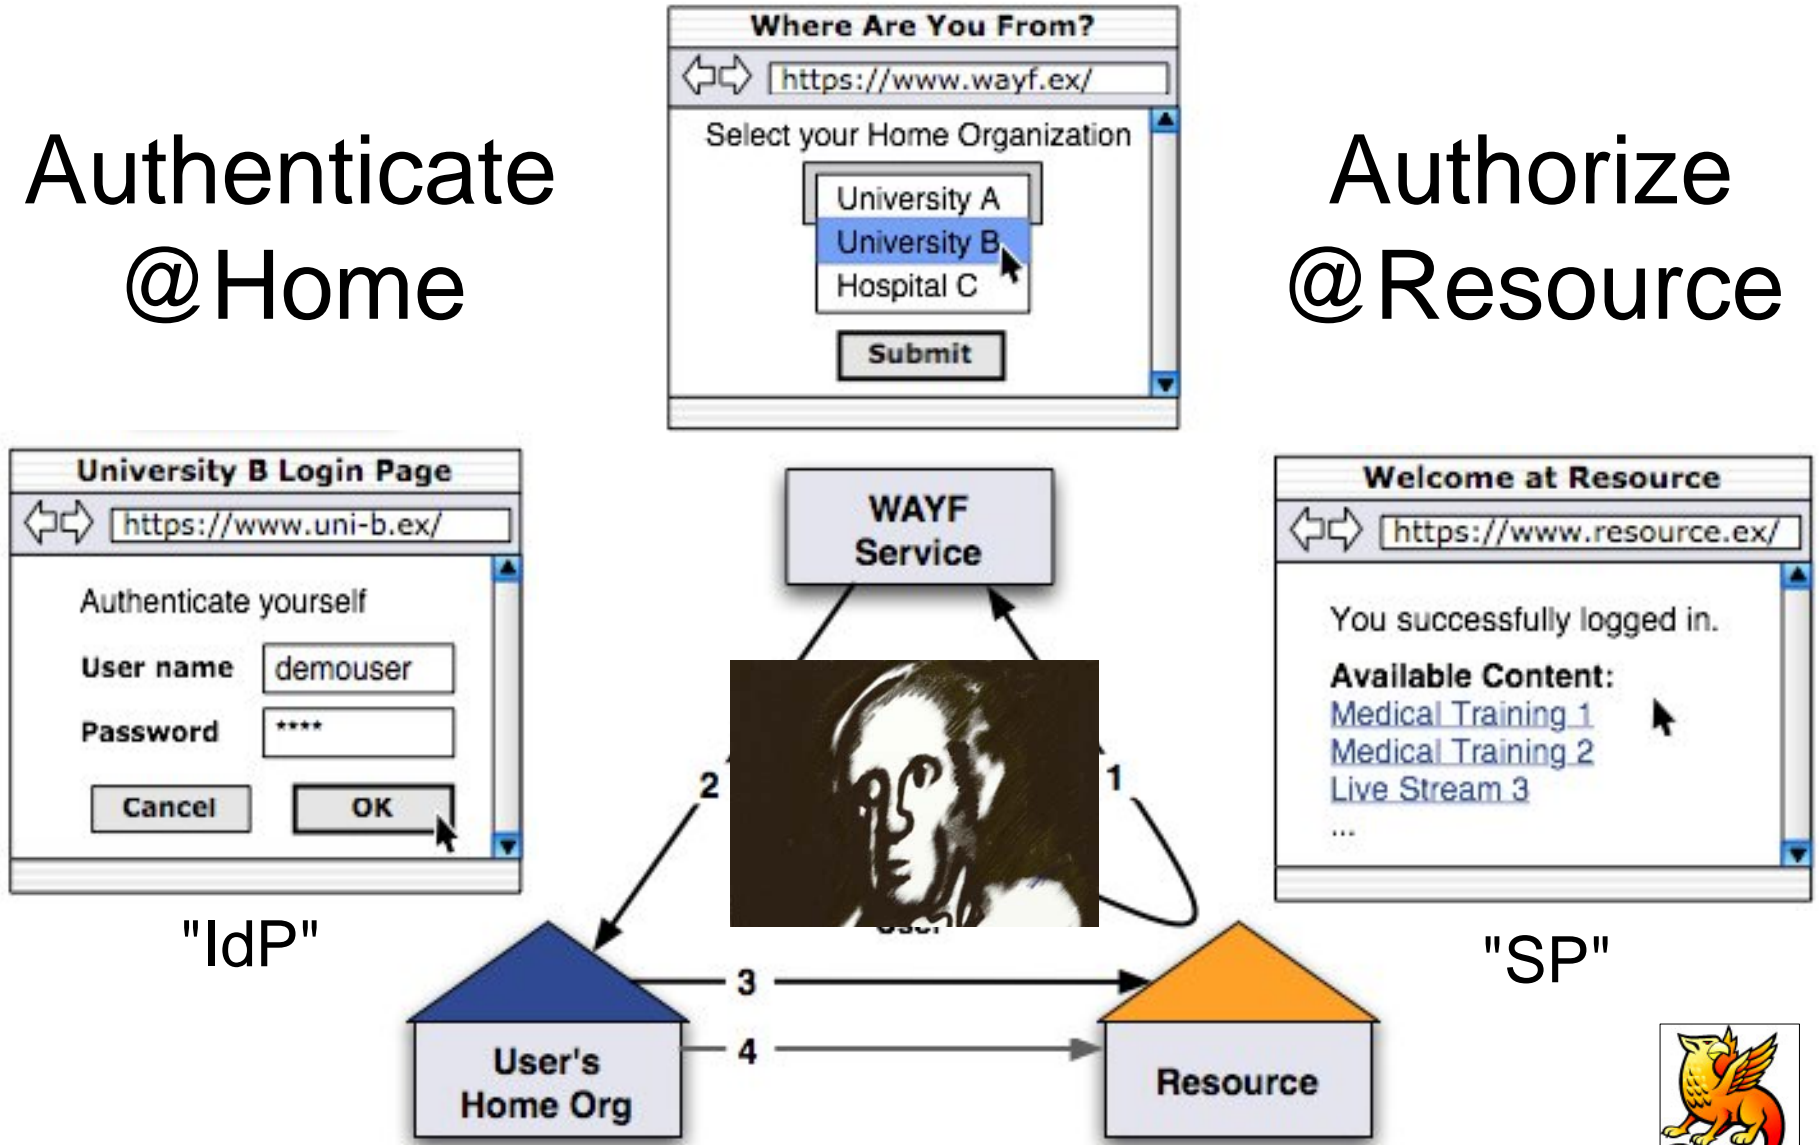 Where Are You From?
https://www.wayf.ex/
Select your Home Organization
University A
University B
Hospital C
Submit
Authenticate
@Home
Authorize
@Resource
University B Login Page
https://www.uni-b.ex/
Authenticate yourself
User name demouser
Password ****
Cancel OK
"IdP"
WAYF
Service
2
1
3
4
User's
Home Org
Resource
Welcome at Resource
https://www.resource.ex/
You successfully logged in.
Available Content:
Medical Training 1
Medical Training 2
Live Stream 3
...
"SP"